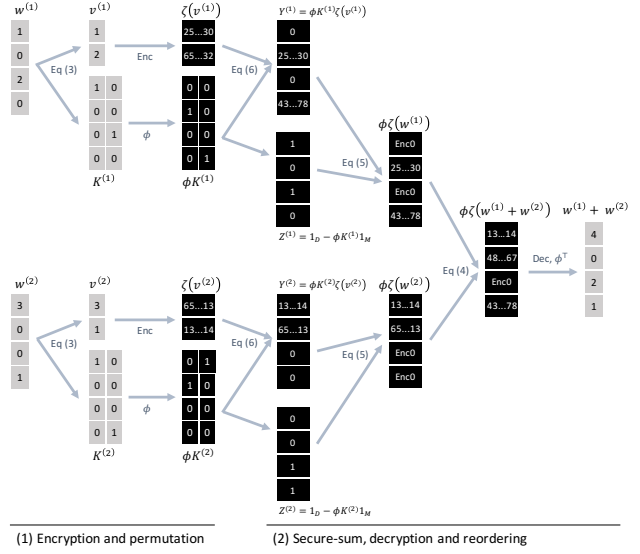 w^(1) v^(1) ζ(v^(1)) Y^(1) = ϕK^(1)ζ(v^(1))
1 1 25…30 0
0 2 65…32 25…30
2 0
0 43…78
Eq (3) Enc Eq (6)
1 0 0 0
0 0 1 0
0 1 0 0
0 0 0 1
ϕ
K^(1) ϕK^(1)
1
0
1
0
Z^(1) = 1_D − ϕK^(1)1_M
Eq (5)
ϕζ(w^(1))
Enc0
25…30
Enc0
43…78
w^(2) v^(2) ζ(v^(2)) Y^(2) = ϕK^(2)ζ(v^(2))
3 3 65…13 13…14
0 1 13…14 65…13
0 0
1 0
Eq (3) Enc Eq (6)
1 0 0 1
0 0 1 0
0 0 0 0
0 1 0 0
ϕ
K^(2) ϕK^(2)
0
0
1
1
Z^(2) = 1_D − ϕK^(2)1_M
Eq (5)
ϕζ(w^(2))
13…14
65…13
Enc0
Enc0
Eq (4)
ϕζ(w^(1) + w^(2)) w^(1) + w^(2)
13…14 4
48…67 0
Enc0 2
43…78 1
Dec, ϕ^⊤
(1) Encryption and permutation
(2) Secure-sum, decryption and reordering